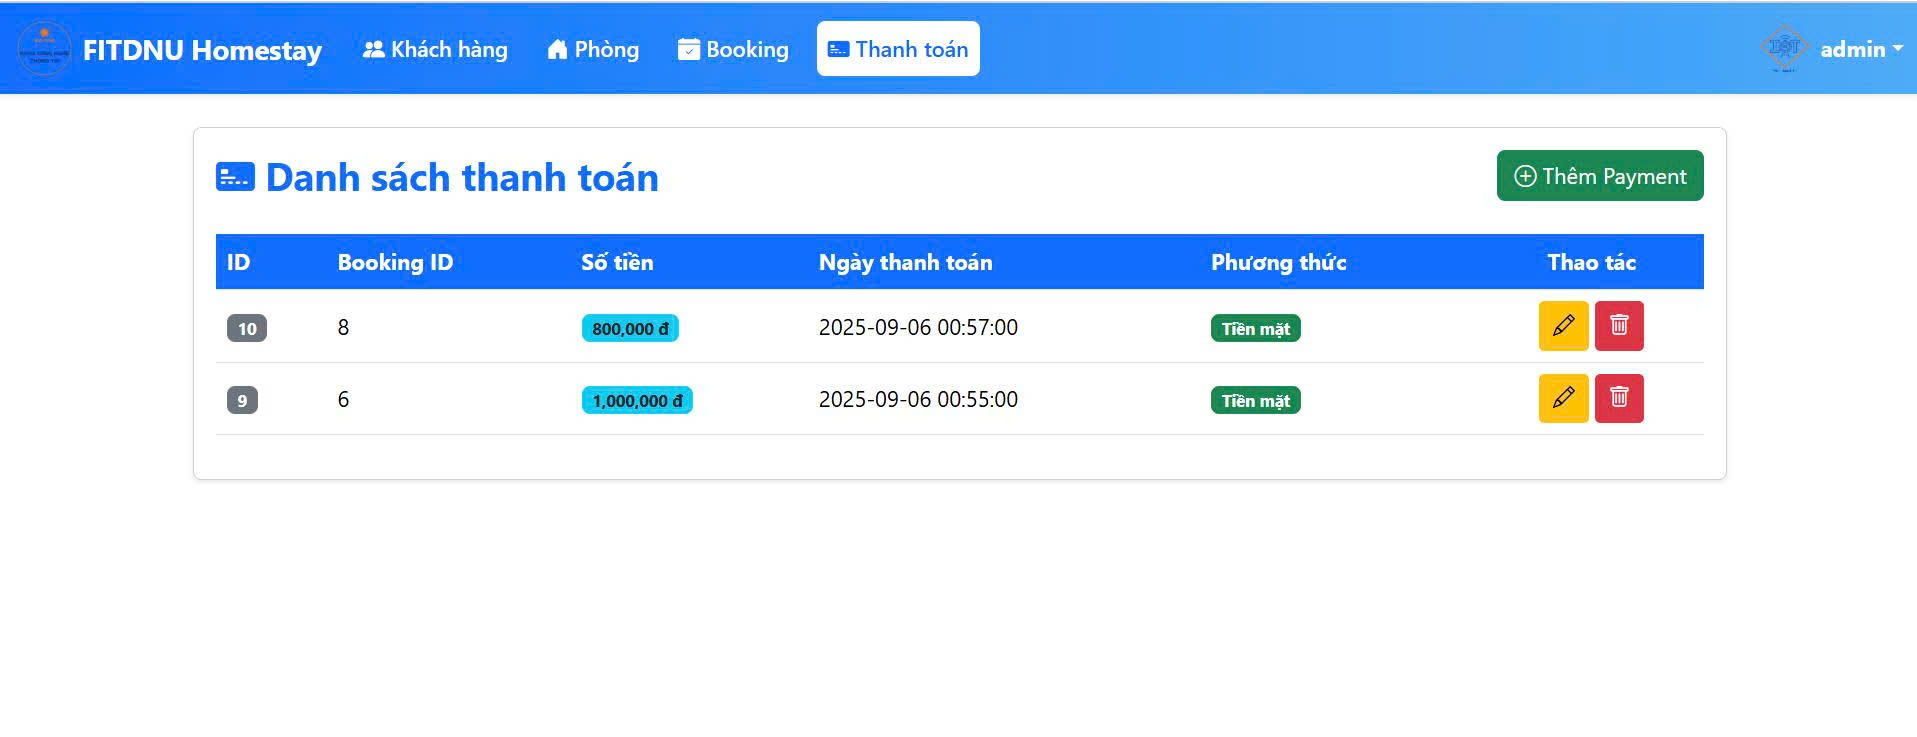 FITDNU Homestay Khách hàng Phòng Booking Thanh toán admin
Danh sách thanh toán Thêm Payment
ID Booking ID Số tiền Ngày thanh toán Phương thức Thao tác
10 8 800,000 đ 2025-09-06 00:57:00 Tiền mặt
9 6 1,000,000 đ 2025-09-06 00:55:00 Tiền mặt